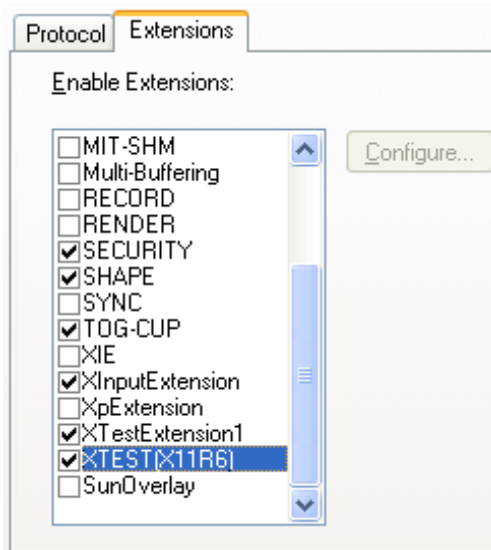 Protocol Extensions
Enable Extensions:
MIT-SHM
Configure...
Multi-Buffering
RECORD
RENDER
SECURITY
SHAPE
SYNC
TOG-CUP
XIE
XInputExtension
XpExtension
XTestExtension1
XTEST(X11R6)
SunOverlay